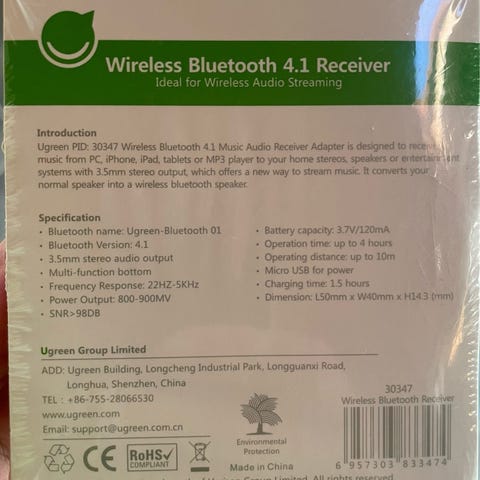 Wireless Bluetooth 4.1 Receiver
Ideal for Wireless Audio Streaming
Introduction
Ugreen PID: 30347 Wireless Bluetooth 4.1 Music Audio Receiver Adapter is designed to receive
music from PC, iPhone, iPad, tablets or MP3 player to your home stereos, speakers or entertainment
systems with 3.5mm stereo output, which offers a new way to stream music. It converts your
normal speaker into a wireless bluetooth speaker.
Specification
• Bluetooth name: Ugreen-Bluetooth 01
• Bluetooth Version: 4.1
• 3.5mm stereo audio output
• Multi-function bottom
• Frequency Response: 22HZ-5KHz
• Power Output: 800-900MV
• SNR>98DB
• Battery capacity: 3.7V/120mA
• Operation time: up to 4 hours
• Operating distance: up to 10m
• Micro USB for power
• Charging time: 1.5 hours
• Dimension: L50mm x W40mm x H14.3 (mm)
Ugreen Group Limited
ADD: Ugreen Building, Longcheng Industrial Park, Longguanxi Road,
Longhua, Shenzhen, China
TEL : +86-755-28066530
www.ugreen.com
Email: support@ugreen.com.cn
CE
RoHS
COMPLIANT
Environmental
Protection
Made in China
30347
Wireless Bluetooth Receiver
6 957303 833474
Ugreen Group Limited. All rights reserved